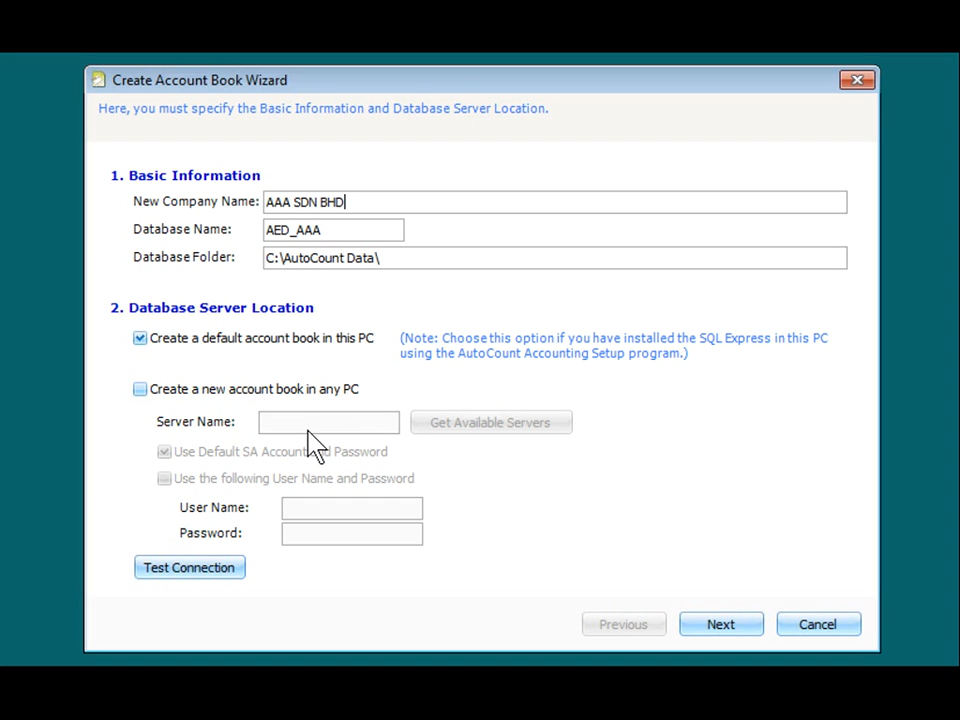 Create Account Book Wizard
Here, you must specify the Basic Information and Database Server Location.
1. Basic Information
New Company Name: AAA SDN BHD
Database Name: AED_AAA
Database Folder: C:\AutoCount Data\
2. Database Server Location
Create a default account book in this PC (Note: Choose this option if you have installed the SQL Express in this PC
using the AutoCount Accounting Setup program.)
Create a new account book in any PC
Server Name: Get Available Servers
Use Default SA Account and Password
Use the following User Name and Password
User Name:
Password:
Test Connection
Previous Next Cancel